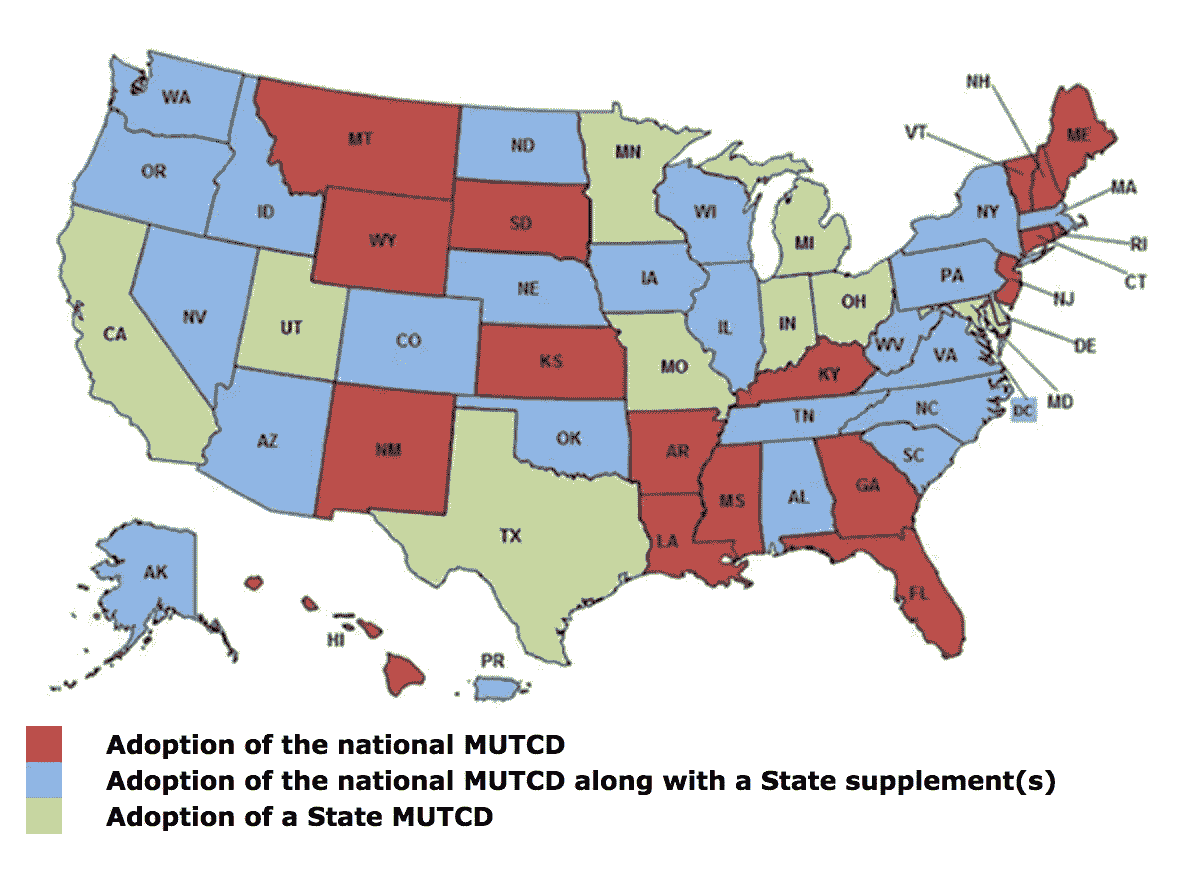 NH
WA
ME
MT
VT
ND
MN
OR
MA
ID
WI
NY
SD
WY
MI
RI
PA
IA
CT
NE
NJ
OH
NV
IN
UT
IL
CA
CO
WV
DE
VA
KS
MO
KY
MD
NC
DC
TN
AZ
OK
NM
AR
SC
GA
MS
AL
TX
LA
AK
FL
HI
PR
Adoption of the national MUTCD
Adoption of the national MUTCD along with a State supplement(s)
Adoption of a State MUTCD